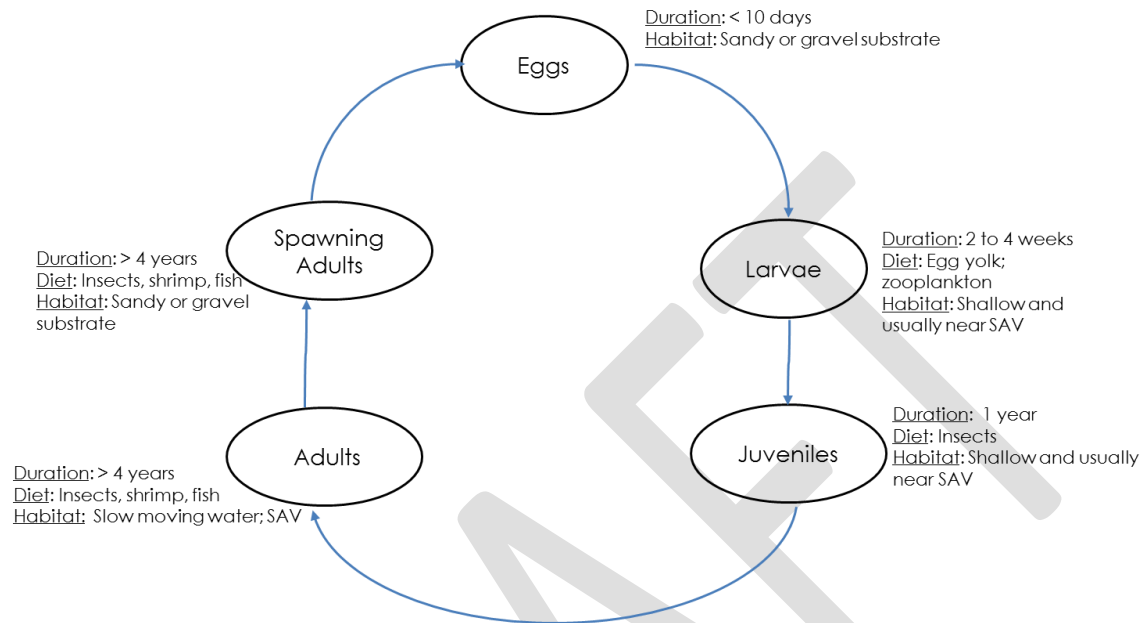 Duration: < 10 days
Habitat: Sandy or gravel substrate
Eggs
Spawning
Adults
Duration: > 4 years
Diet: Insects, shrimp, fish
Habitat: Sandy or gravel
substrate
Larvae
Duration: 2 to 4 weeks
Diet: Egg yolk;
zooplankton
Habitat: Shallow and
usually near SAV
Juveniles
Duration:  1 year
Diet: Insects
Habitat: Shallow and usually
near SAV
Adults
Duration: > 4 years
Diet: Insects, shrimp, fish
Habitat:  Slow moving water; SAV